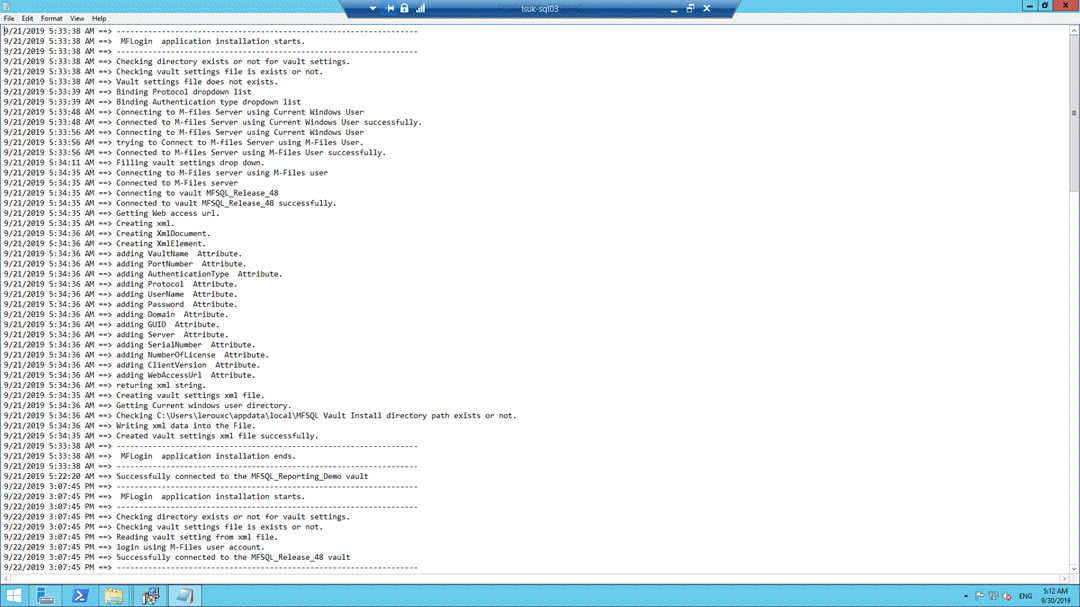 lsuk-sql03
File Edit Format View Help
9/21/2019 5:33:38 AM ==> -------------------------------------------------------------------
9/21/2019 5:33:38 AM ==>  MFLogin  application installation starts.
9/21/2019 5:33:38 AM ==> -------------------------------------------------------------------
9/21/2019 5:33:38 AM ==> Checking directory exists or not for vault settings.
9/21/2019 5:33:38 AM ==> Checking vault settings file is exists or not.
9/21/2019 5:33:38 AM ==> Vault settings file does not exists.
9/21/2019 5:33:39 AM ==> Binding Protocol dropdown list
9/21/2019 5:33:39 AM ==> Binding Authentication type dropdown list
9/21/2019 5:33:48 AM ==> Connecting to M-files Server using Current Windows User
9/21/2019 5:33:48 AM ==> Connected to M-files Server using Current Windows User successfully.
9/21/2019 5:33:56 AM ==> Connecting to M-files Server using Current Windows User
9/21/2019 5:33:56 AM ==> trying to Connect to M-files Server using M-Files User.
9/21/2019 5:33:56 AM ==> Connected to M-Files Server using M-Files User successfully.
9/21/2019 5:34:11 AM ==> Filling vault settings drop down.
9/21/2019 5:34:35 AM ==> Connecting to M-Files server using M-Files user
9/21/2019 5:34:35 AM ==> Connected to M-Files server
9/21/2019 5:34:35 AM ==> Connecting to vault MFSQL_Release_48
9/21/2019 5:34:35 AM ==> Connected to vault MFSQL_Release_48 successfully.
9/21/2019 5:34:35 AM ==> Getting Web access url.
9/21/2019 5:34:35 AM ==> Creating xml.
9/21/2019 5:34:36 AM ==> Creating XmlDocument.
9/21/2019 5:34:36 AM ==> Creating XmlElement.
9/21/2019 5:34:36 AM ==> adding VaultName  Attribute.
9/21/2019 5:34:36 AM ==> adding PortNumber  Attribute.
9/21/2019 5:34:36 AM ==> adding AuthenticationType  Attribute.
9/21/2019 5:34:36 AM ==> adding Protocol  Attribute.
9/21/2019 5:34:36 AM ==> adding UserName  Attribute.
9/21/2019 5:34:36 AM ==> adding Password  Attribute.
9/21/2019 5:34:36 AM ==> adding Domain  Attribute.
9/21/2019 5:34:36 AM ==> adding GUID  Attribute.
9/21/2019 5:34:36 AM ==> adding Server  Attribute.
9/21/2019 5:34:36 AM ==> adding SerialNumber  Attribute.
9/21/2019 5:34:36 AM ==> adding NumberOfLicense  Attribute.
9/21/2019 5:34:36 AM ==> adding ClientVersion  Attribute.
9/21/2019 5:34:36 AM ==> adding WebAccessUrl  Attribute.
9/21/2019 5:34:36 AM ==> returing xml string.
9/21/2019 5:34:35 AM ==> Creating vault settings xml file.
9/21/2019 5:34:36 AM ==> Getting Current windows user directory.
9/21/2019 5:34:36 AM ==> Checking C:\Users\lerouxc\appdata\local\MFSQL Vault Install directory path exists or not.
9/21/2019 5:34:36 AM ==> Writing xml data into the File.
9/21/2019 5:34:35 AM ==> Created vault settings xml file successfully.
9/21/2019 5:33:38 AM ==> -------------------------------------------------------------------
9/21/2019 5:33:38 AM ==>  MFLogin  application installation ends.
9/21/2019 5:33:38 AM ==> -------------------------------------------------------------------
9/21/2019 5:22:20 AM ==> Successfully connected to the MFSQL_Reporting_Demo vault
9/22/2019 3:07:45 PM ==> -------------------------------------------------------------------
9/22/2019 3:07:45 PM ==>  MFLogin  application installation starts.
9/22/2019 3:07:45 PM ==> -------------------------------------------------------------------
9/22/2019 3:07:45 PM ==> Checking directory exists or not for vault settings.
9/22/2019 3:07:45 PM ==> Checking vault settings file is exists or not.
9/22/2019 3:07:45 PM ==> Reading vault setting from xml file.
9/22/2019 3:07:45 PM ==> login using M-Files user account.
9/22/2019 3:07:45 PM ==> Successfully connected to the MFSQL_Release_48 vault
9/22/2019 3:07:45 PM ==> -------------------------------------------------------------------
ENG
5:12 AM
9/30/2019